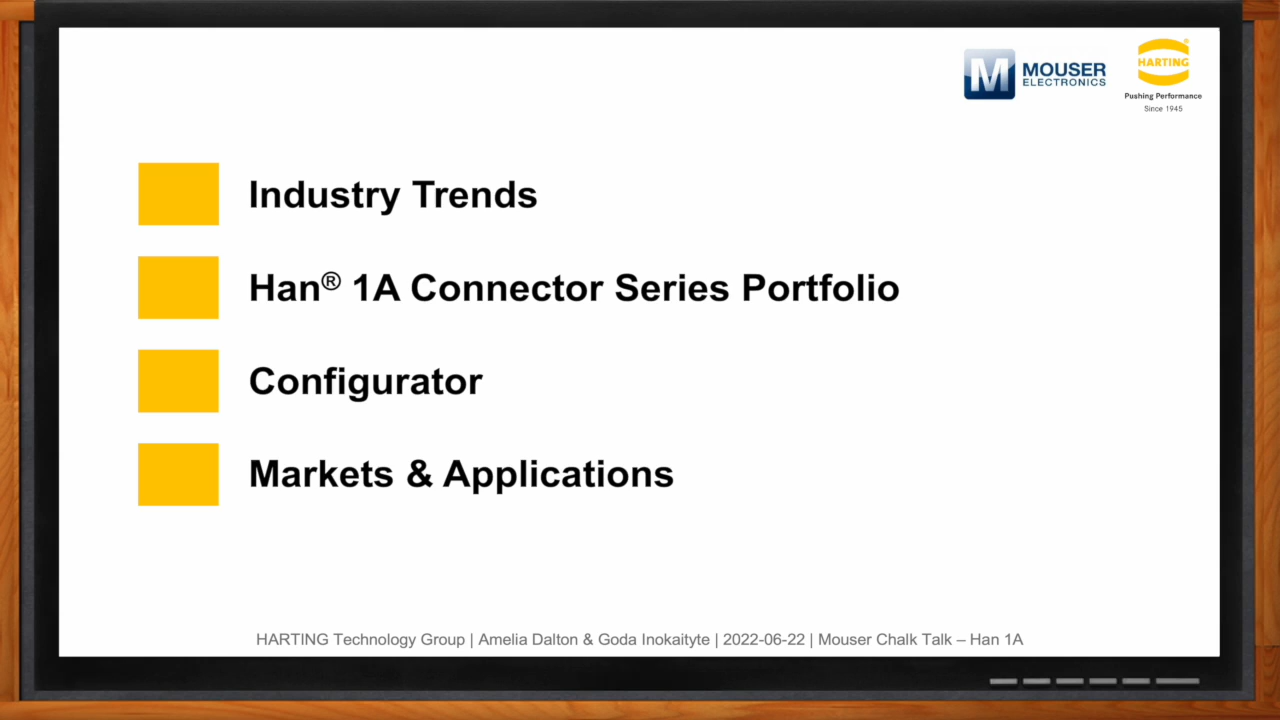 M MOUSER
ELECTRONICS
HARTING®
Pushing Performance
Since 1945
Industry Trends
Han® 1A Connector Series Portfolio
Configurator
Markets & Applications
HARTING Technology Group | Amelia Dalton & Goda Inokaityte | 2022-06-22 | Mouser Chalk Talk – Han 1A